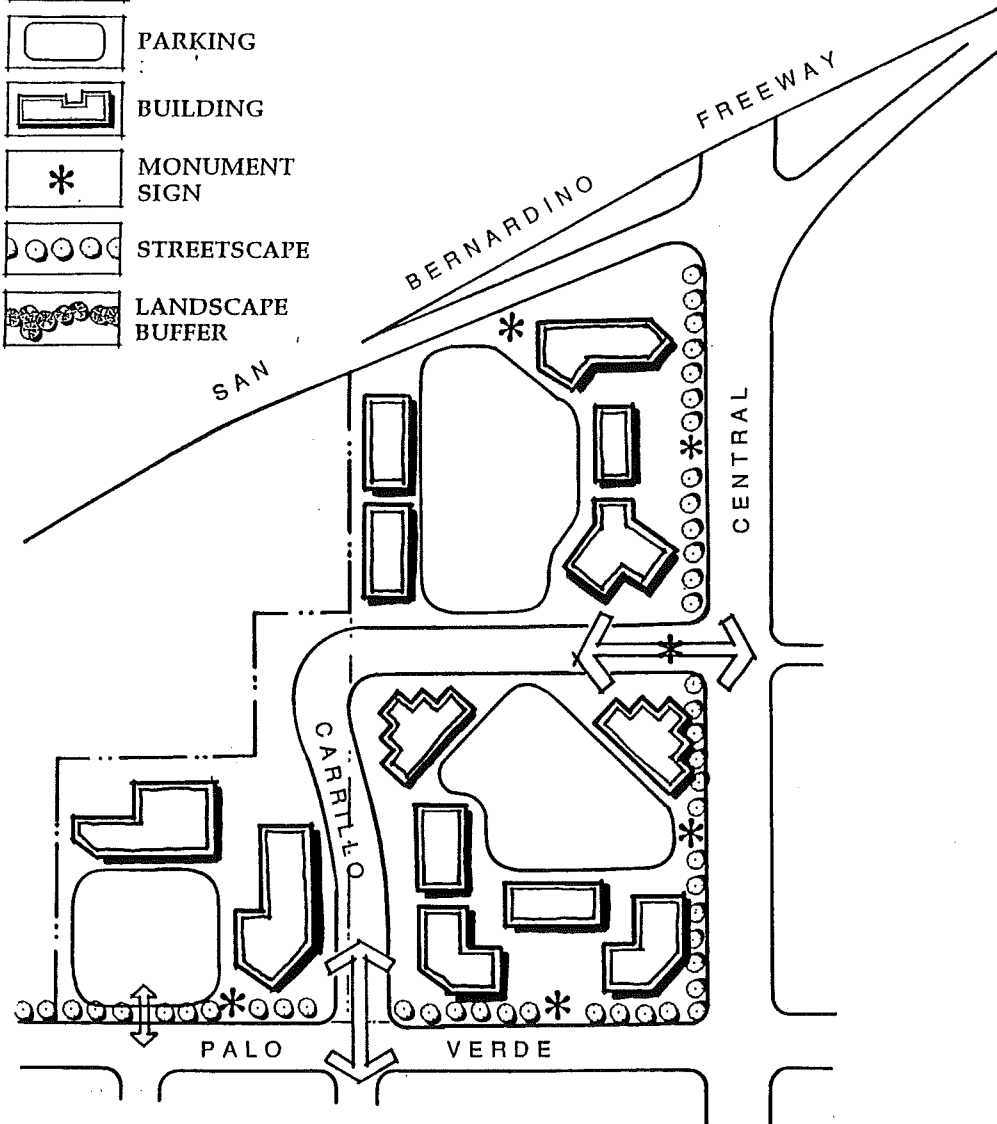 PARKING
BUILDING
MONUMENT
SIGN
STREETSCAPE
LANDSCAPE
BUFFER
SAN BERNARDINO FREEWAY
CENTRAL
CARRILLO
PALO VERDE